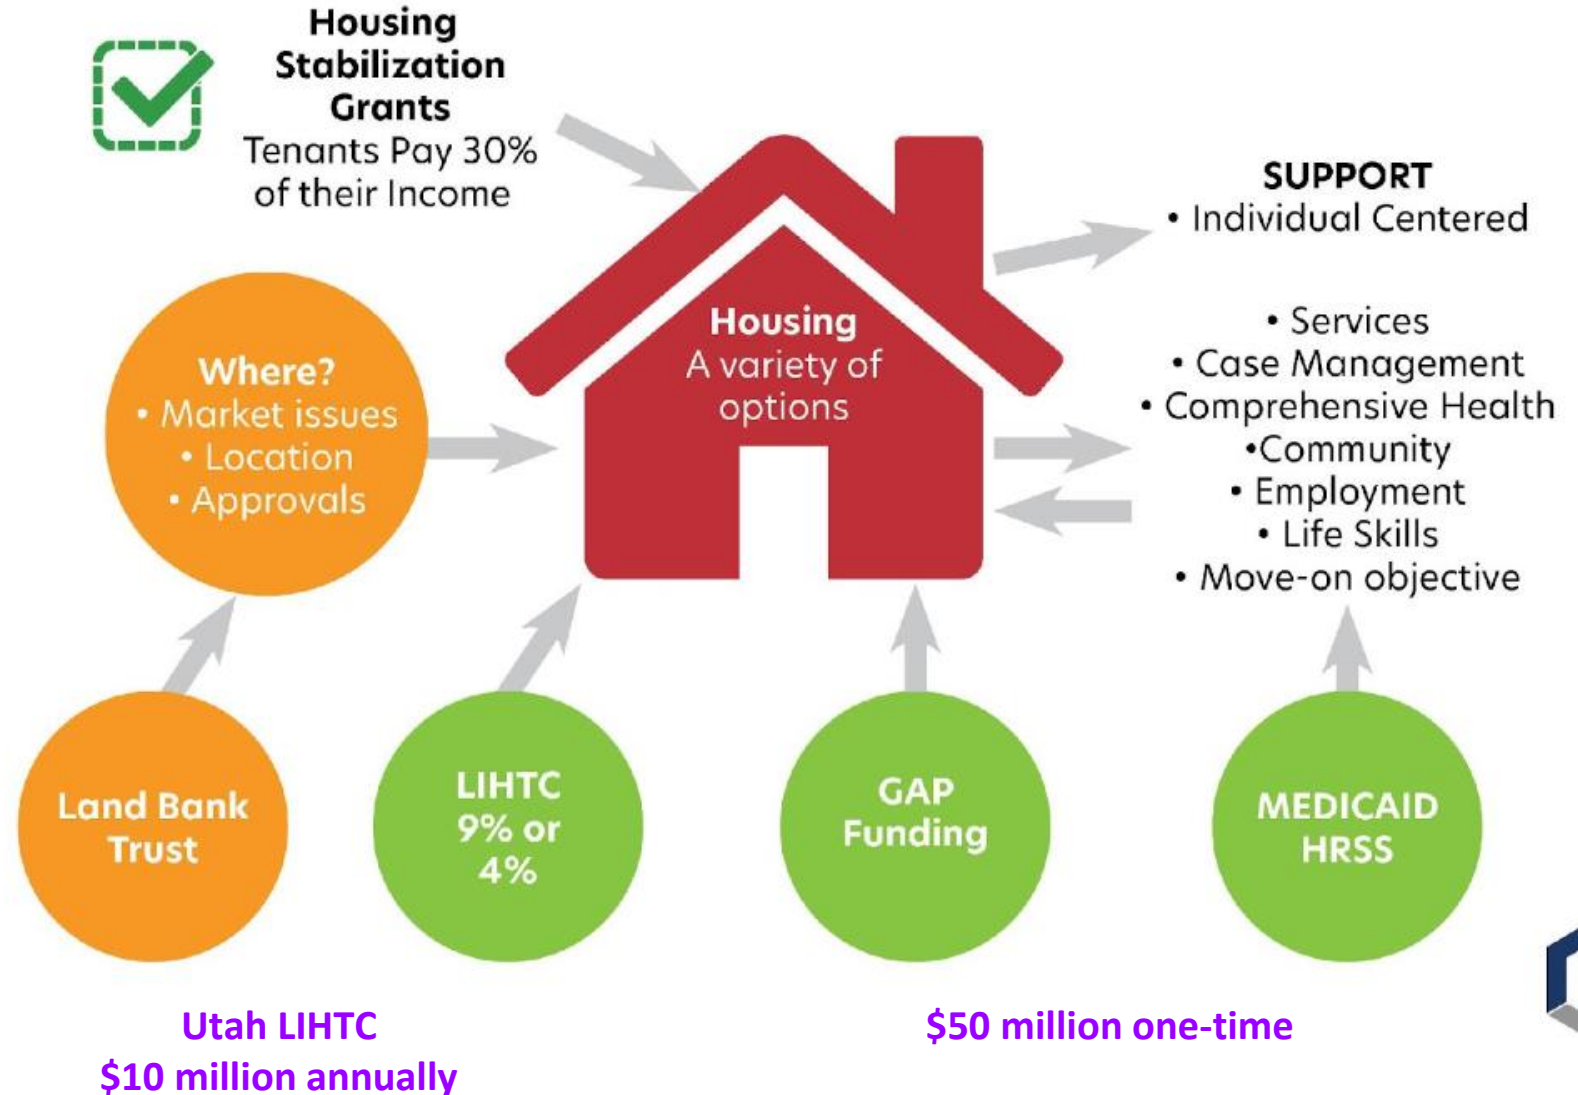 Housing
Stabilization
Grants
Tenants Pay 30%
of their Income
SUPPORT
• Individual Centered
• Services
• Case Management
• Comprehensive Health
•Community
• Employment
• Life Skills
• Move-on objective
Housing
A variety of
options
Where?
• Market issues
• Location
• Approvals
Land Bank
Trust
LIHTC
9% or
4%
GAP
Funding
MEDICAID
HRSS
Utah LIHTC
$10 million annually
$50 million one-time